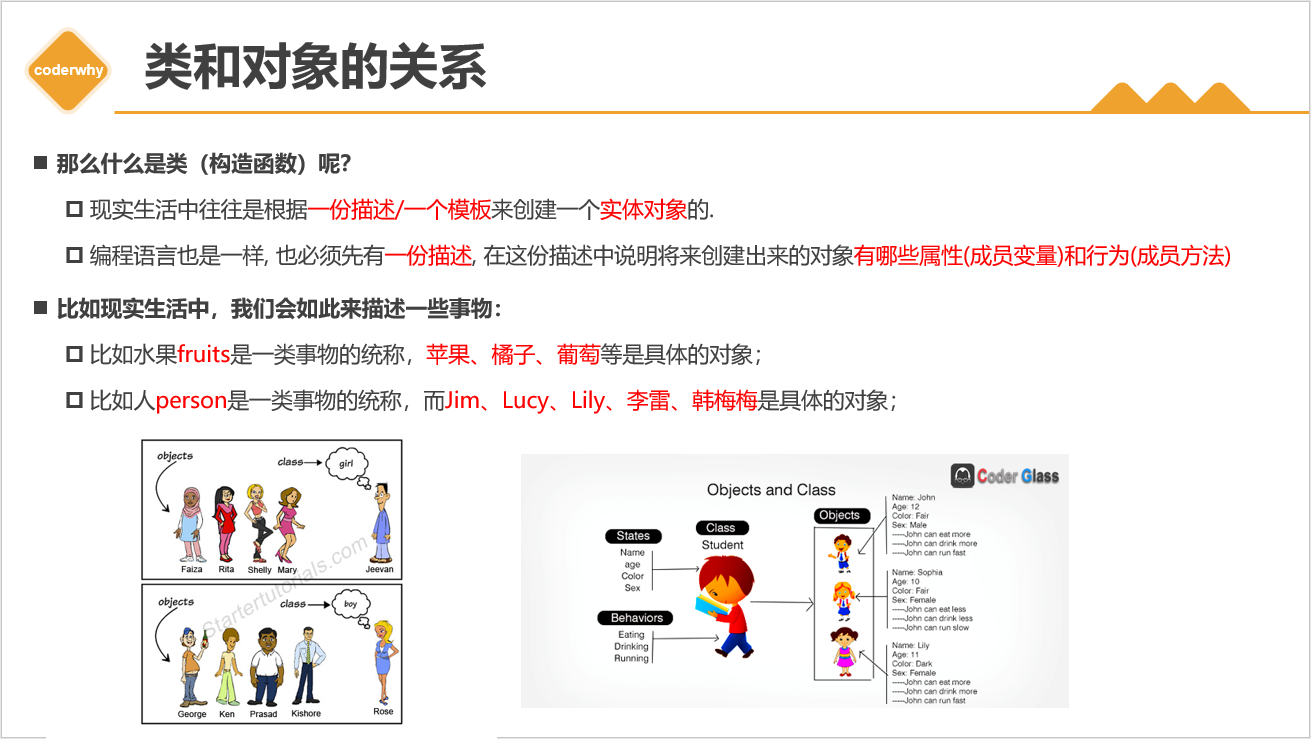 coderwhy
类和对象的关系
那么什么是类（构造函数）呢?
现实生活中往往是根据一份描述/一个模板来创建一个实体对象的.
编程语言也是一样, 也必须先有一份描述, 在这份描述中说明将来创建出来的对象有哪些属性(成员变量)和行为(成员方法)
比如现实生活中，我们会如此来描述一些事物：
比如水果fruits是一类事物的统称，苹果、橘子、葡萄等是具体的对象；
比如人person是一类事物的统称，而Jim、Lucy、Lily、李雷、韩梅梅是具体的对象；
objects
class
girl
Faiza Rita Shelly Mary Jeevan
objects
class
boy
George Ken Prasad Kishore Rose
Startertutorials.com
Coder Glass
Objects and Class
States
Name
age
Color
Sex
Behaviors
Eating
Drinking
Running
Class
Student
Objects
Name: John
Age: 12
Color: Fair
Sex: Male
-----John can eat more
-----John can drink more
-----John can run fast
Name: Sophia
Age: 10
Color: Fair
Sex: Female
-----John can eat less
-----John can drink less
-----John can run slow
Name: Lily
Age: 11
Color: Dark
Sex: Female
-----John can eat more
-----John can drink more
-----John can run fast